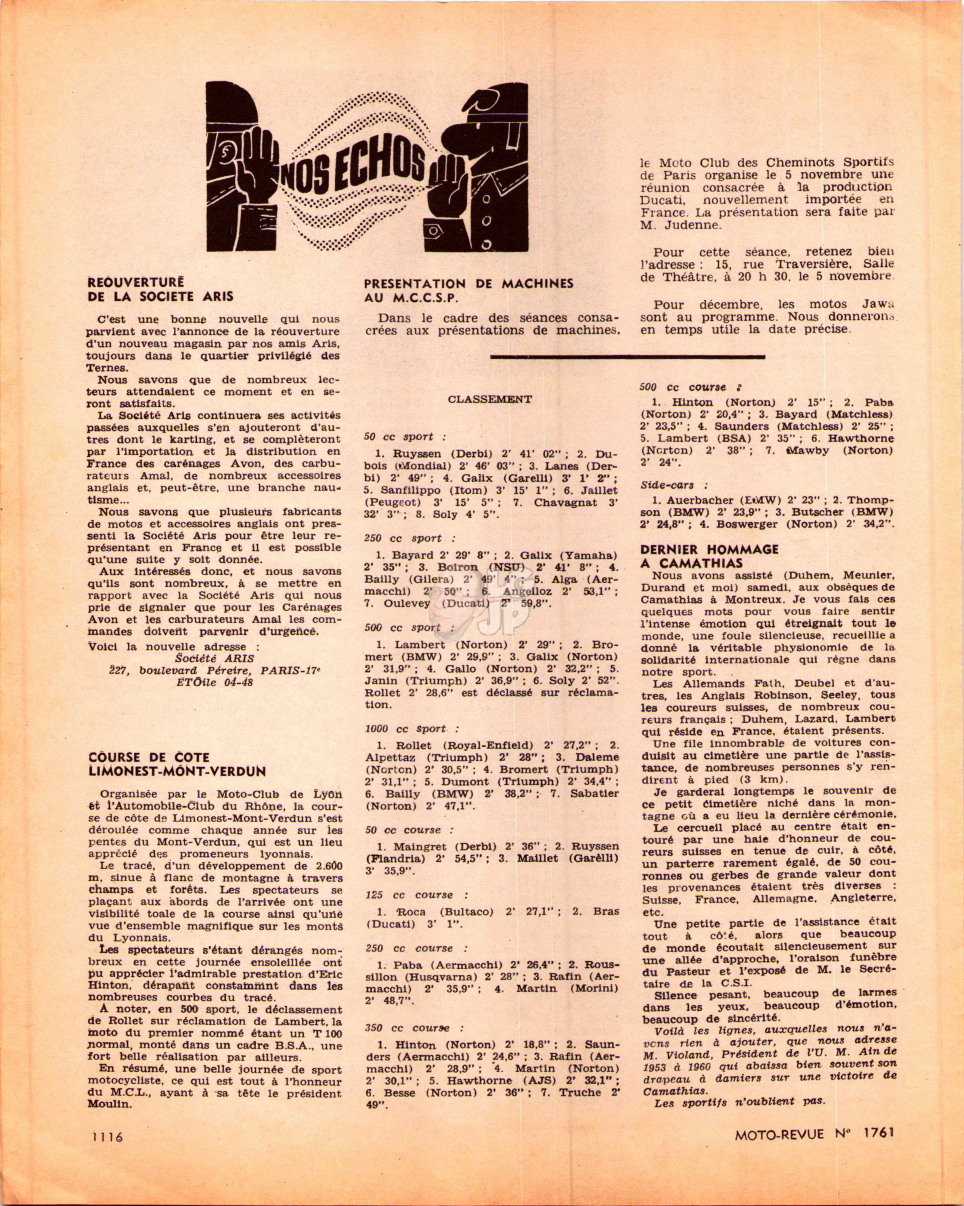 NOS ECHOS
REOUVERTURE
DE LA SOCIETE ARIS
C'est une bonne nouvelle qui nous
parvient avec l'annonce de la réouverture
d'un nouveau magasin par nos amis Aris,
toujours dans le quartier privilégié des
Ternes.
Nous savons que de nombreux lec-
teurs attendaient ce moment et en se-
ront satisfaits.
La Société Aris continuera ses activités
passées auxquelles s'en ajouteront d'au-
tres dont le karting, et se complèteront
par l'importation et la distribution en
France des carénages Avon, des carbu-
rateurs Amal, de nombreux accessoires
anglais et, peut-être, une branche nau-
tisme...
Nous savons que plusieurs fabricants
de motos et accessoires anglais ont pres-
senti la Société Aris pour être leur re-
présentant en France et il est possible
qu'une suite y soit donnée.
Aux intéressés donc, et nous savons
qu'ils sont nombreux, à se mettre en
rapport avec la Société Aris qui nous
prie de signaler que pour les Carénages
Avon et les carburateurs Amal les com-
mandes doivent parvenir d'urgence.
Voici la nouvelle adresse :
Société ARIS
227, boulevard Péreire, PARIS-17e
ETOile 04-48
COURSE DE COTE
LIMONEST-MONT-VERDUN
Organisée par le Moto-Club de Lyon
et l'Automobile-Club du Rhône, la cour-
se de côte de Limonest-Mont-Verdun s'est
déroulée comme chaque année sur les
pentes du Mont-Verdun, qui est un lieu
apprécié des promeneurs lyonnais.
Le tracé, d'un développement de 2.600
m, sinue à flanc de montagne à travers
champs et forêts. Les spectateurs se
plaçant aux abords de l'arrivée ont une
visibilité toale de la course ainsi qu'une
vue d'ensemble magnifique sur les monts
du Lyonnais.
Les spectateurs s'étant dérangés nom-
breux en cette journée ensoleillée ont
pu apprécier l'admirable prestation d'Eric
Hinton, dérapant constamment dans les
nombreuses courbes du tracé.
A noter, en 500 sport, le déclassement
de Rollet sur réclamation de Lambert, la
moto du premier nommé étant un T 100
normal, monté dans un cadre B.S.A., une
fort belle réalisation par ailleurs.
En résumé, une belle journée de sport
motocycliste, ce qui est tout à l'honneur
du M.C.L., ayant à sa tête le président
Moulin.
PRESENTATION DE MACHINES
AU M.C.C.S.P.
Dans le cadre des séances consa-
crées aux présentations de machines,
le Moto Club des Cheminots Sportifs
de Paris organise le 5 novembre une
réunion consacrée à la production
Ducati, nouvellement importée en
France. La présentation sera faite par
M. Judenne.
Pour cette séance, retenez bien
l'adresse : 15, rue Traversière, Salle
de Théâtre, à 20 h 30, le 5 novembre.
Pour décembre, les motos Jawa
sont au programme. Nous donnerons
en temps utile la date précise.
CLASSEMENT
50 cc sport :
1. Ruyssen (Derbi) 2' 41' 02" ; 2. Du-
bois (Mondial) 2' 46' 03" ; 3. Lanes (Der-
bi) 2' 49" ; 4. Galix (Garelli) 3' 1' 2" ;
5. Sanfilippo (Itom) 3' 15' 1" ; 6. Jaillet
(Peugeot) 3' 15' 5" ; 7. Chavagnat 3'
32' 3" ; 8. Soly 4' 5".
250 cc sport :
1. Bayard 2' 29' 8" ; 2. Galix (Yamaha)
2' 35" ; 3. Boiron (NSU) 2' 41' 8" ; 4.
Bailly (Gilera) 2' 49' 4" ; 5. Alga (Aer-
macchi) 2' 50" ; 6. Angelloz 2' 53,1" ;
7. Oulevey (Ducati) 2' 59,8".
500 cc sport :
1. Lambert (Norton) 2' 29" ; 2. Bro-
mert (BMW) 2' 29,9" ; 3. Galix (Norton)
2' 31,9" ; 4. Gallo (Norton) 2' 32,2" ; 5.
Janin (Triumph) 2' 36,9" ; 6. Soly 2' 52".
Rollet 2' 28,6" est déclassé sur réclama-
tion.
1000 cc sport :
1. Rollet (Royal-Enfield) 2' 27,2" ; 2.
Alpettaz (Triumph) 2' 28" ; 3. Daleme
(Norton) 2' 30,5" ; 4. Bromert (Triumph)
2' 31,1" ; 5. Dumont (Triumph) 2' 34,4" ;
6. Bailly (BMW) 2' 38,2" ; 7. Sabatier
(Norton) 2' 47,1".
50 cc course :
1. Maingret (Derbi) 2' 36" ; 2. Ruyssen
(Flandria) 2' 54,5" ; 3. Maillet (Garelli)
3' 35,9".
125 cc course :
1. Roca (Bultaco) 2' 27,1" ; 2. Bras
(Ducati) 3' 1".
250 cc course :
1. Paba (Aermacchi) 2' 26,4" ; 2. Rous-
sillon (Husqvarna) 2' 28" ; 3. Rafin (Aer-
macchi) 2' 35,9" ; 4. Martin (Morini)
2' 48,7".
350 cc course :
1. Hinton (Norton) 2' 18,8" ; 2. Saun-
ders (Aermacchi) 2' 24,6" ; 3. Rafin (Aer-
macchi) 2' 28,9" ; 4. Martin (Norton)
2' 30,1" ; 5. Hawthorne (AJS) 2' 32,1" ;
6. Besse (Norton) 2' 36" ; 7. Truche 2'
49".
500 cc course :
1. Hinton (Norton) 2' 15" ; 2. Paba
(Norton) 2' 20,4" ; 3. Bayard (Matchless)
2' 23,5" ; 4. Saunders (Matchless) 2' 25" ;
5. Lambert (BSA) 2' 35" ; 6. Hawthorne
(Norton) 2' 38" ; 7. Mawby (Norton)
2' 24".
Side-cars :
1. Auerbacher (BMW) 2' 23" ; 2. Thomp-
son (BMW) 2' 23,9" ; 3. Butscher (BMW)
2' 24,8" ; 4. Boswerger (Norton) 2' 34,2".
DERNIER HOMMAGE
A CAMATHIAS
Nous avons assisté (Duhem, Meunier,
Durand et moi) samedi, aux obsèques de
Camathias à Montreux. Je vous fais ces
quelques mots pour vous faire sentir
l'intense émotion qui étreignait tout le
monde, une foule silencieuse, recueillie a
donné la véritable physionomie de la
solidarité internationale qui règne dans
notre sport.
Les Allemands Fath, Deubel et d'au-
tres, les Anglais Robinson, Seeley, tous
les coureurs suisses, de nombreux cou-
reurs français ; Duhem, Lazard, Lambert
qui réside en France, étaient présents.
Une file innombrable de voitures con-
duisit au cimetière une partie de l'assis-
tance, de nombreuses personnes s'y ren-
dirent à pied (3 km).
Je garderai longtemps le souvenir de
ce petit cimetière niché dans la mon-
tagne où a eu lieu la dernière cérémonie.
Le cercueil placé au centre était en-
touré par une haie d'honneur de cou-
reurs suisses en tenue de cuir, à côté,
un parterre rarement égalé, de 50 cou-
ronnes ou gerbes de grande valeur dont
les provenances étaient très diverses :
Suisse, France, Allemagne, Angleterre,
etc.
Une petite partie de l'assistance était
tout à côté, alors que beaucoup
de monde écoutait silencieusement sur
une allée d'approche, l'oraison funèbre
du Pasteur et l'exposé de M. le Secré-
taire de la C.S.I.
Silence pesant, beaucoup de larmes
dans les yeux, beaucoup d'émotion,
beaucoup de sincérité.
Voilà les lignes, auxquelles nous n'a-
vons rien à ajouter, que nous adresse
M. Violand, Président de l'U. M. Ain de
1953 à 1960 qui abaissa bien souvent son
drapeau à damiers sur une victoire de
Camathias.
Les sportifs n'oublient pas.
1116
MOTO-REVUE N° 1761